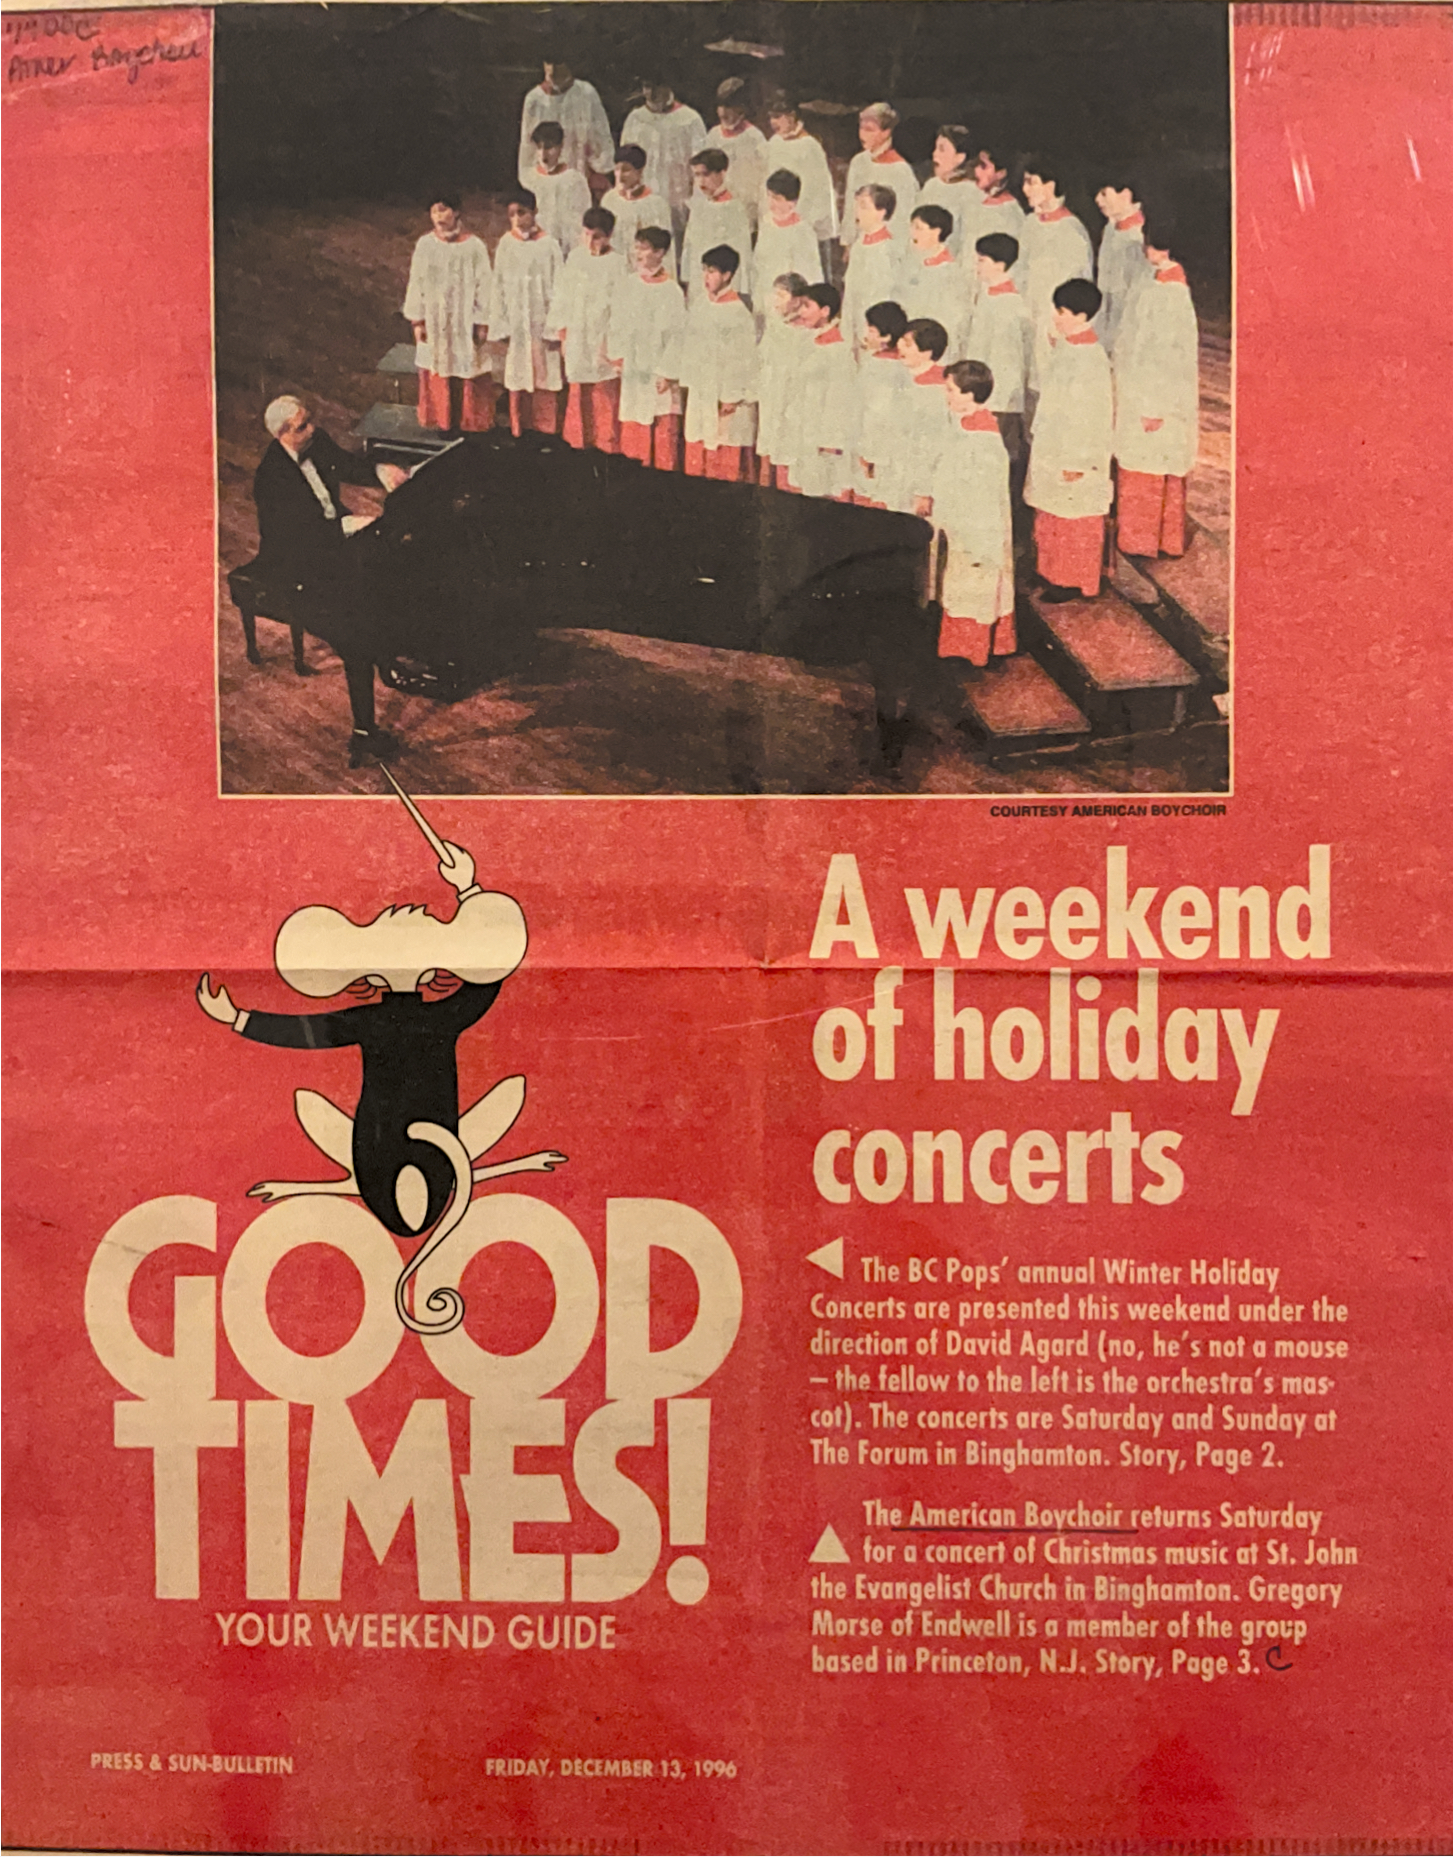 Amer Boychoir
COURTESY AMERICAN BOYCHOIR
A weekend
of holiday
concerts
The BC Pops’ annual Winter Holiday
Concerts are presented this weekend under the
direction of David Agard (no, he’s not a mouse
– the fellow to the left is the orchestra’s mas-
cot). The concerts are Saturday and Sunday at
The Forum in Binghamton. Story, Page 2.
The American Boychoir returns Saturday
for a concert of Christmas music at St. John
the Evangelist Church in Binghamton. Gregory
Morse of Endwell is a member of the group
based in Princeton, N.J. Story, Page 3. C
GOOD
TIMES!
YOUR WEEKEND GUIDE
PRESS & SUN-BULLETIN
FRIDAY, DECEMBER 13, 1996